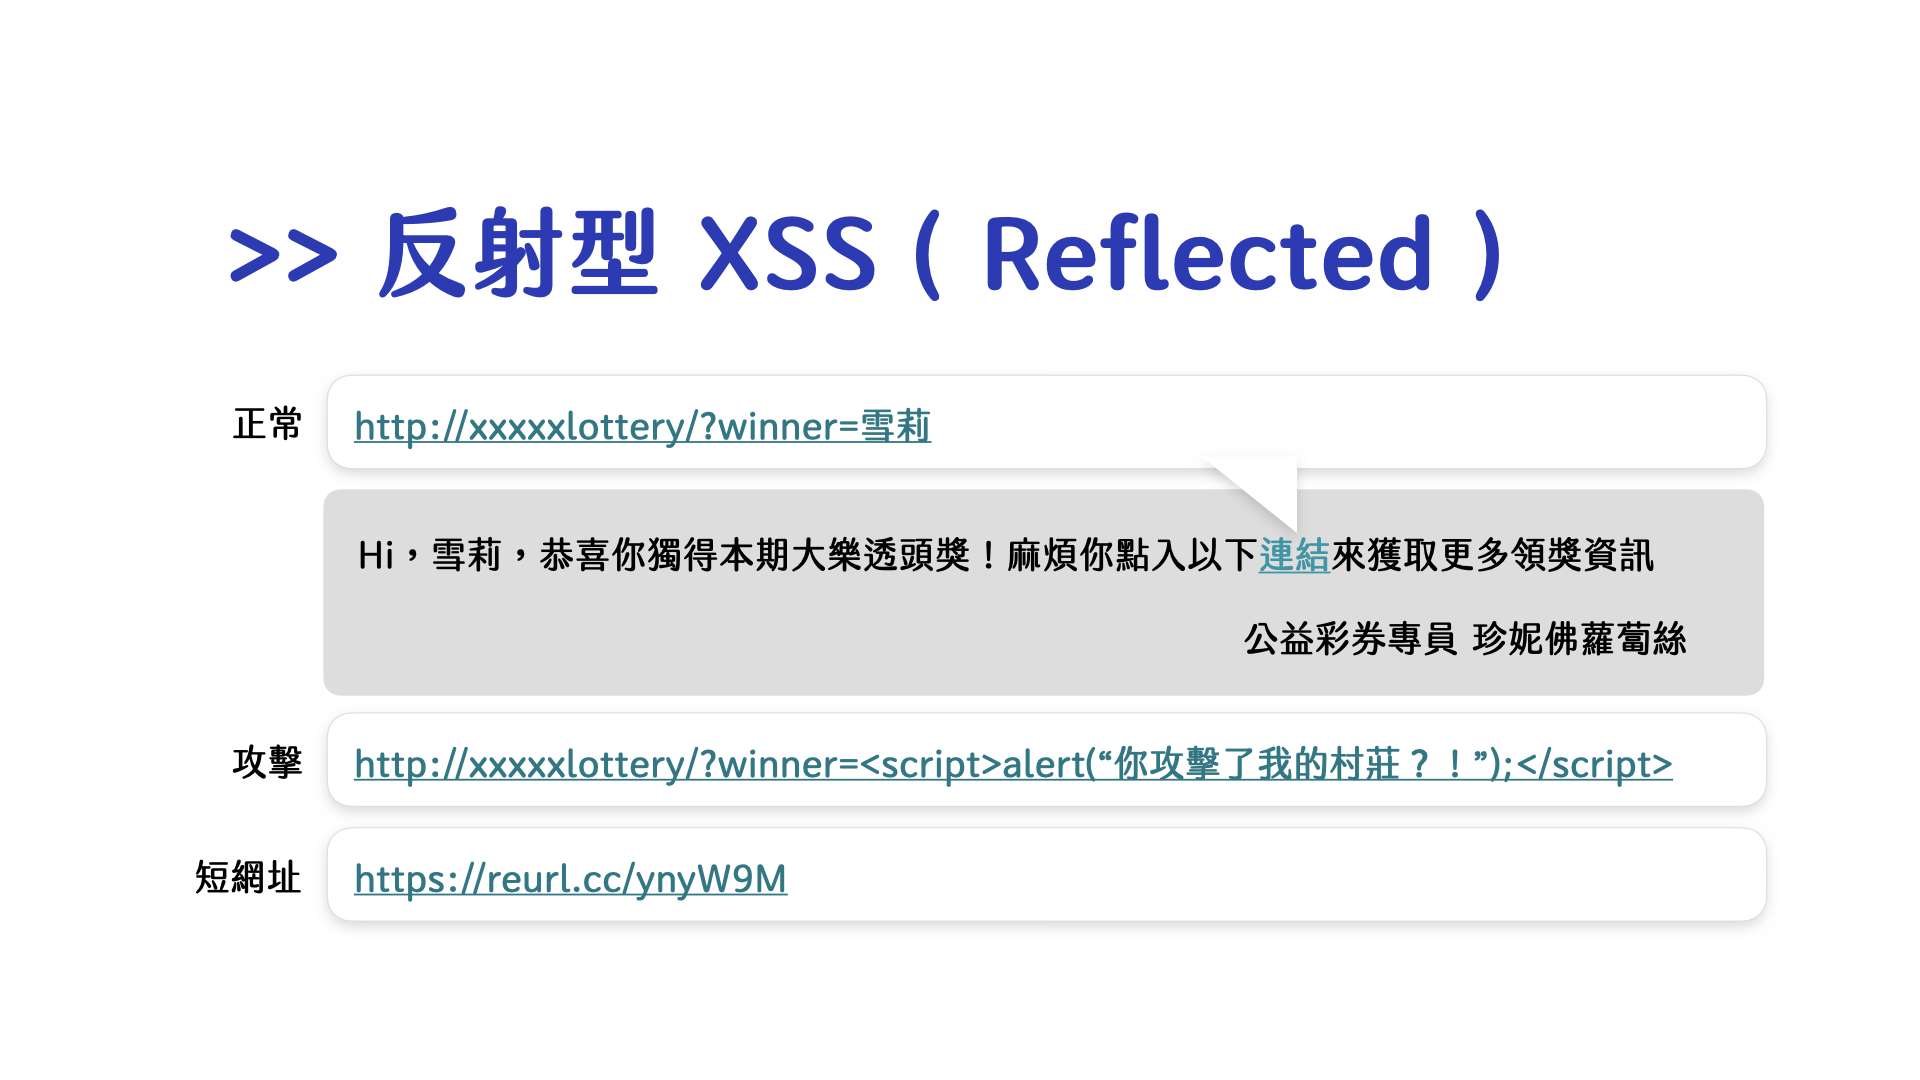 >> 反射型 XSS（Reflected）
正常
http://xxxxxlottery/?winner=雪莉
Hi，雪莉，恭喜你獨得本期大樂透頭獎！麻煩你點入以下連結來獲取更多領獎資訊
公益彩券專員 珍妮佛蘿蔔絲
攻擊
http://xxxxxlottery/?winner=<script>alert(“你攻擊了我的村莊？！”);</script>
短網址
https://reurl.cc/ynyW9M